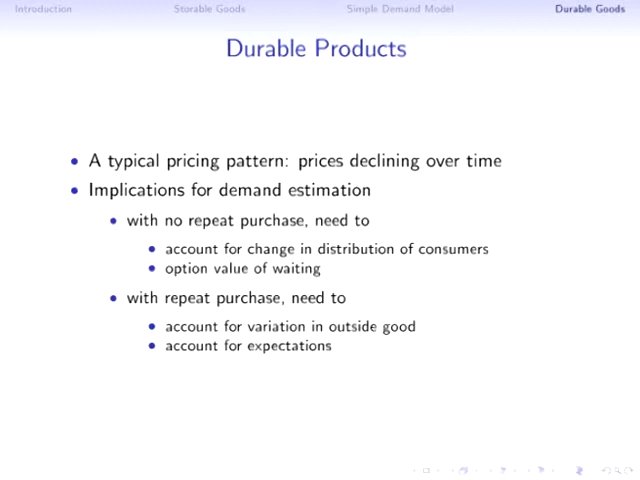 Introduction Storable Goods Simple Demand Model Durable Goods
Durable Products
• A typical pricing pattern: prices declining over time
• Implications for demand estimation
• with no repeat purchase, need to
• account for change in distribution of consumers
• option value of waiting
• with repeat purchase, need to
• account for variation in outside good
• account for expectations